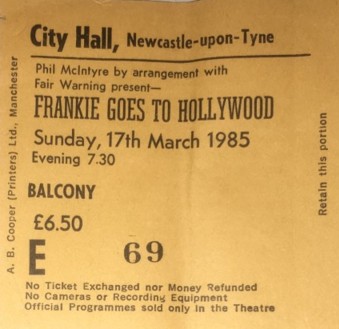 City Hall, Newcastle-upon-Tyne
Phil McIntyre by arrangement with
Fair Warning present—
FRANKIE GOES TO HOLLYWOOD
Sunday, 17th March 1985
Evening 7.30
BALCONY
£6.50
E 69
No Ticket Exchanged nor Money Refunded
No Cameras or Recording Equipment
Official Programmes sold only in the Theatre
A. B. Cooper (Printers) Ltd., Manchester
Retain this portion